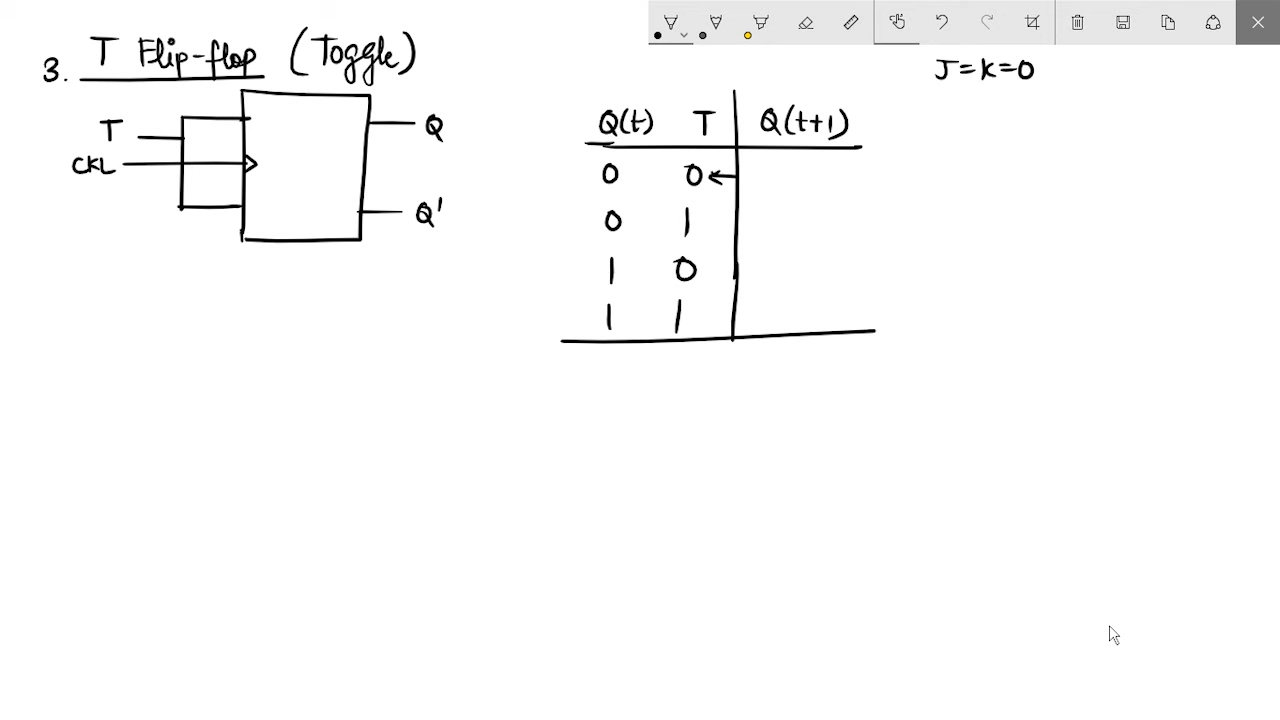 3. T Flip-flop (Toggle)
T
CKL
Q
Q'
J=K=0
Q(t) T Q(t+1)
0 0←
0 1
1 0
1 1